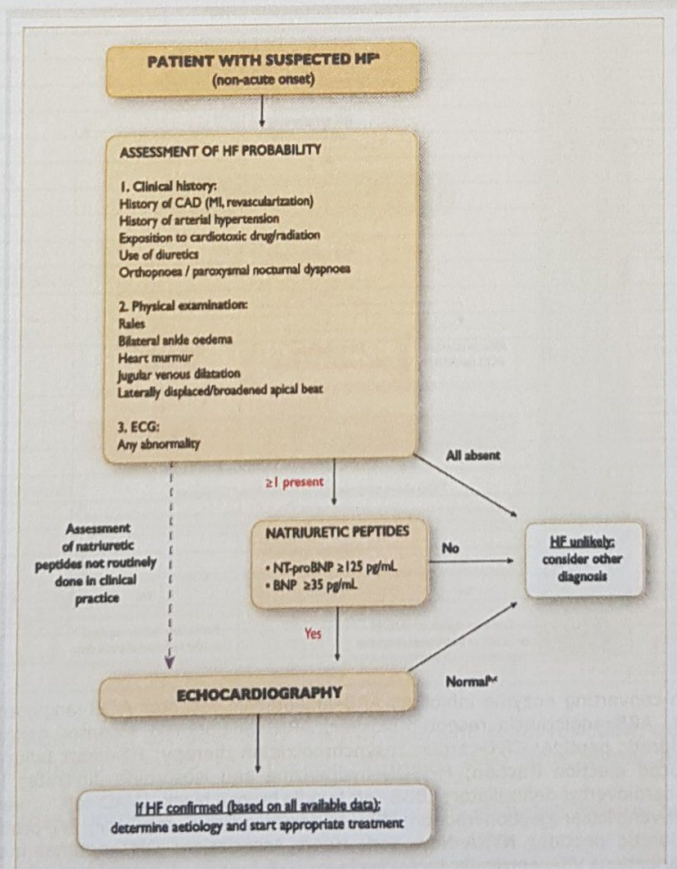 PATIENT WITH SUSPECTED HFᵃ
(non-acute onset)
ASSESSMENT OF HF PROBABILITY
1. Clinical history:
History of CAD (MI, revascularization)
History of arterial hypertension
Exposition to cardiotoxic drug/radiation
Use of diuretics
Orthopnoea / paroxysmal nocturnal dyspnoea
2. Physical examination:
Rales
Bilateral ankle oedema
Heart murmur
Jugular venous dilatation
Laterally displaced/broadened apical beat
3. ECG:
Any abnormality
All absent
≥1 present
Assessment
of natriuretic
peptides not routinely
done in clinical
practice
NATRIURETIC PEPTIDES
• NT-proBNP ≥125 pg/mL
• BNP ≥35 pg/mL
No
HF unlikely:
consider other
diagnosis
Yes
Normal
ECHOCARDIOGRAPHY
If HF confirmed (based on all available data):
determine aetiology and start appropriate treatment